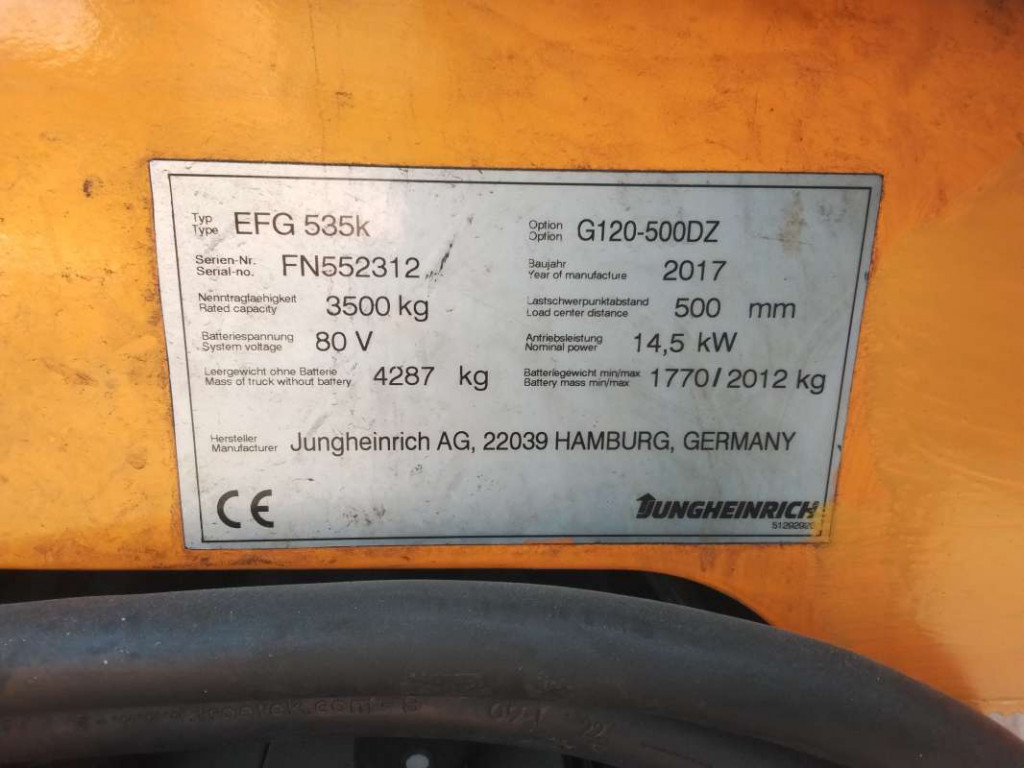 Typ
Type EFG 535k
Option
Option G120-500DZ
Serien-Nr.
Serial-no. FN552312
Baujahr
Year of manufacture 2017
Nenntragfaehigkeit
Rated capacity 3500 kg
Lastschwerpunktabstand
Load center distance 500 mm
Batteriespannung
System voltage 80 V
Antriebsleistung
Nominal power 14,5 kW
Leergewicht ohne Batterie
Mass of truck without battery 4287 kg
Batteriegewicht min/max
Battery mass min/max 1770/2012 kg
Hersteller
Manufacturer Jungheinrich AG, 22039 HAMBURG, GERMANY
CE
JUNGHEINRICH